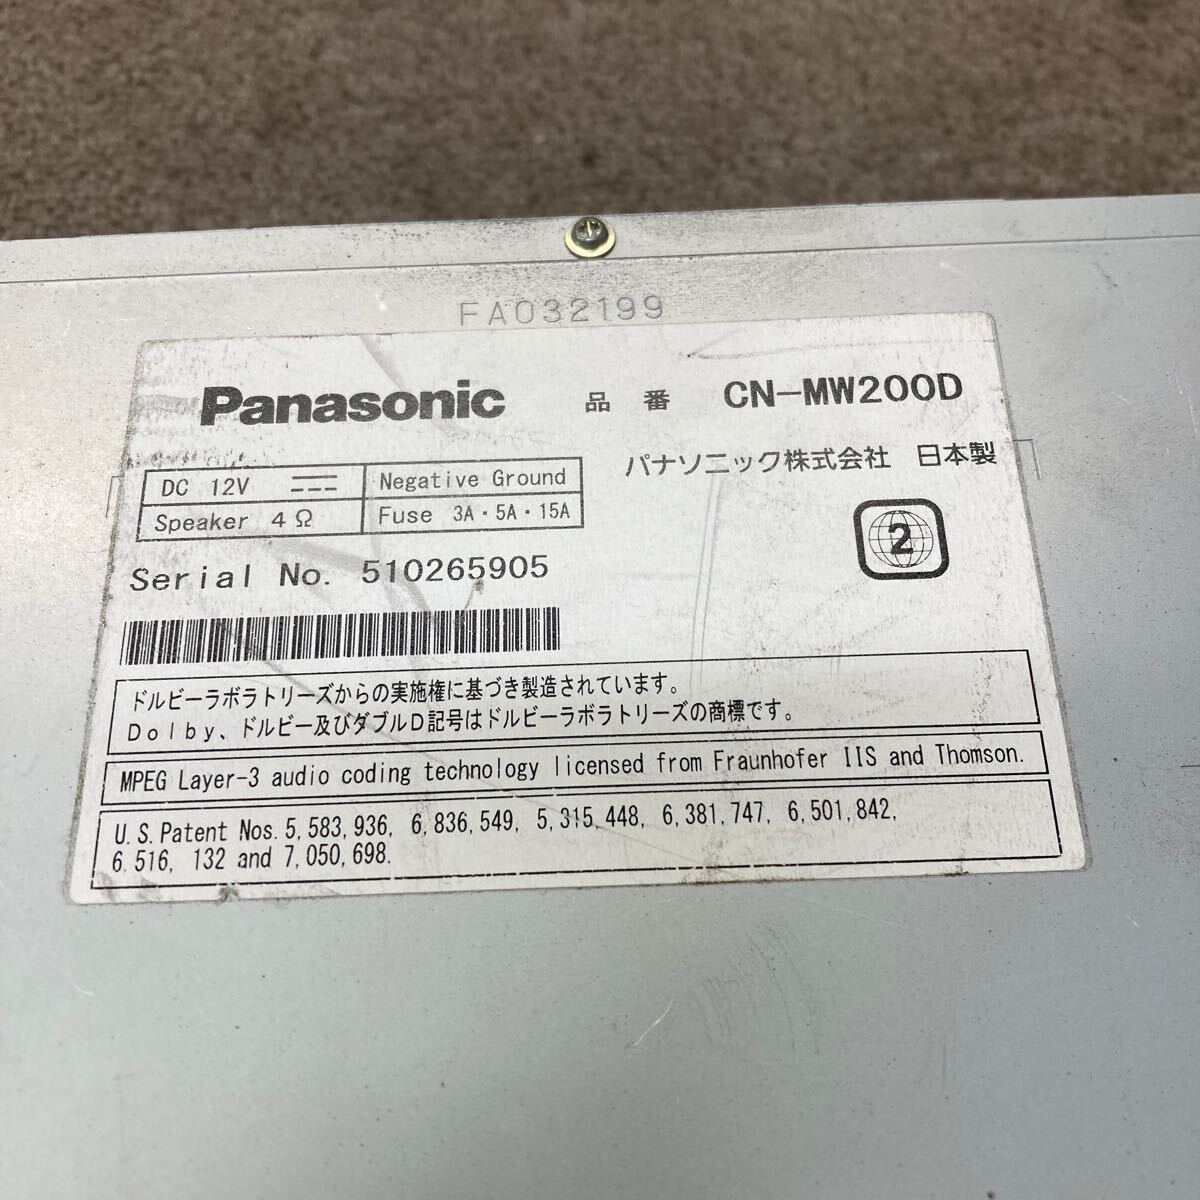 FA032199
Panasonic 品番 CN-MW200D
パナソニック株式会社 日本製
DC 12V Negative Ground
Speaker 4Ω Fuse 3A・5A・15A
2
Serial No. 510265905
ドルビーラボラトリーズからの実施権に基づき製造されています。
Dolby、ドルビー及びダブルD記号はドルビーラボラトリーズの商標です。
MPEG Layer-3 audio coding technology licensed from Fraunhofer IIS and Thomson.
U.S. Patent Nos. 5,583,936, 6,836,549, 5,315,448, 6,381,747, 6,501,842,
6,516, 132 and 7,050,698.